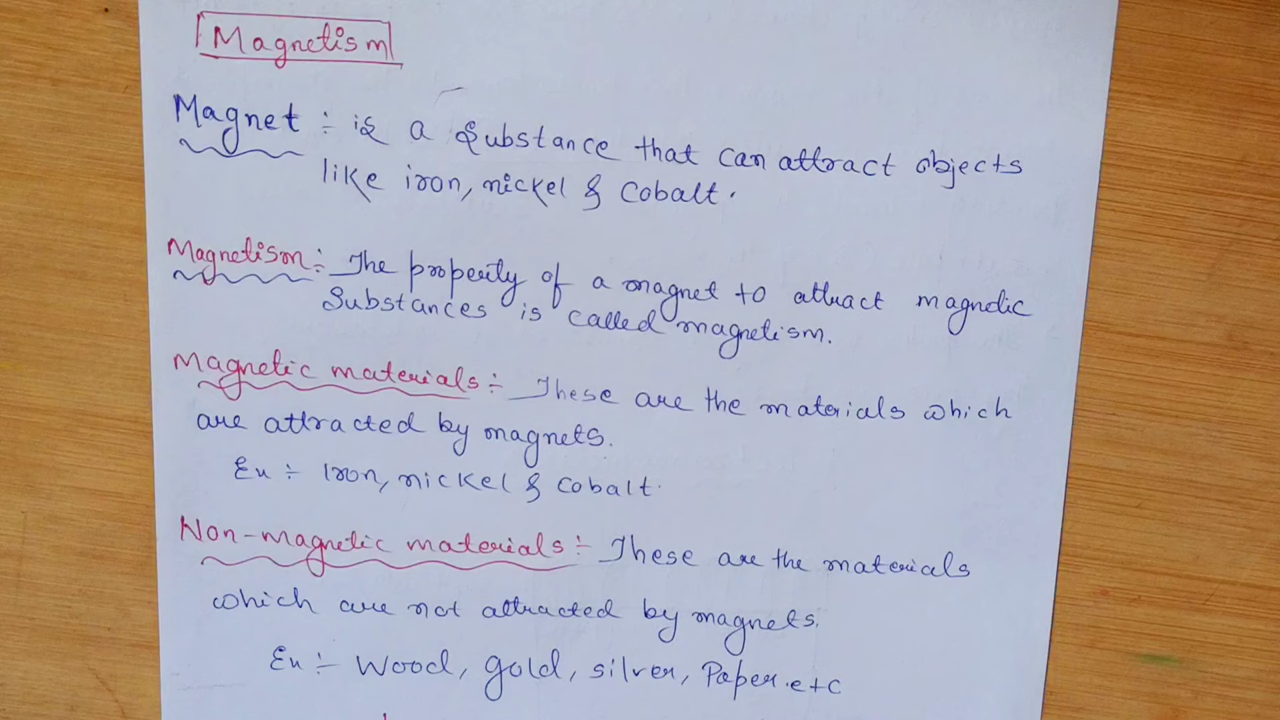 Magnetism
Magnet :- is a substance that can attract objects
like iron, nickel & cobalt.
Magnetism :- The property of a magnet to attract magnetic
Substances is called magnetism.
Magnetic materials :- These are the materials which
are attracted by magnets.
Ex :- Iron, nickel & cobalt.
Non-magnetic materials :- These are the materials
which are not attracted by magnets.
Ex :- Wood, gold, silver, Paper. etc